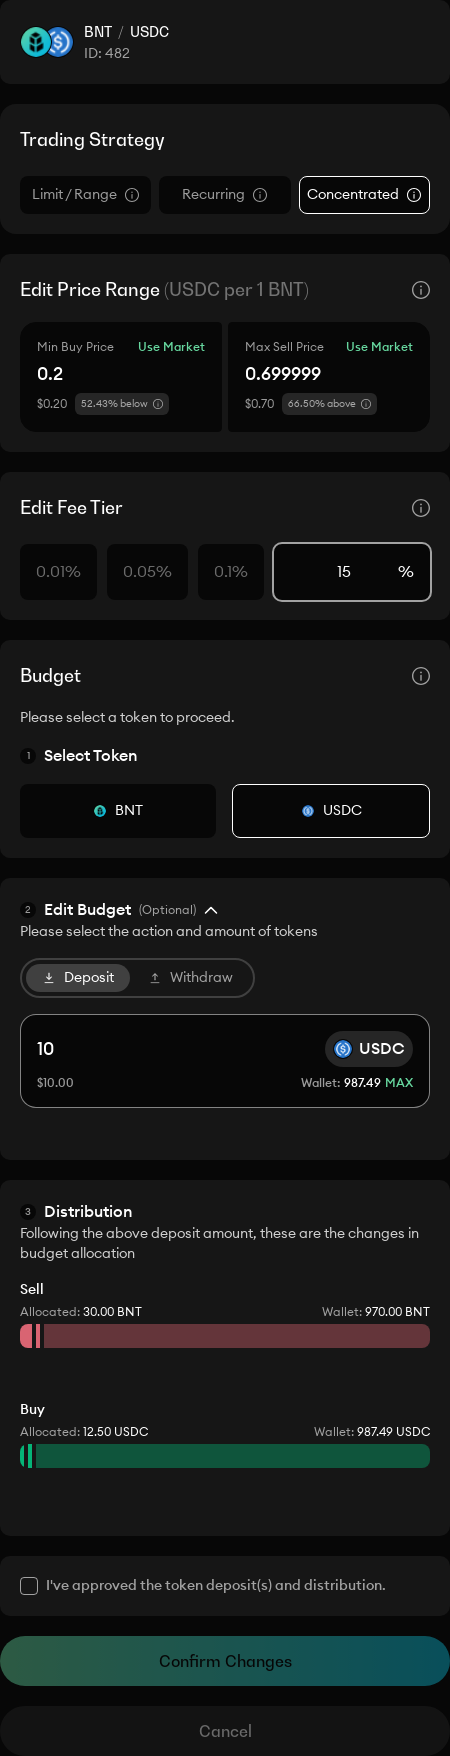 BNT / USDC
ID: 482
Trading Strategy
Limit / Range Recurring Concentrated
Edit Price Range (USDC per 1 BNT)
Min Buy Price Use Market Max Sell Price Use Market
0.2 0.699999
$0.20 52.43% below $0.70 66.50% above
Edit Fee Tier
0.01% 0.05% 0.1% 15 %
Budget
Please select a token to proceed.
1 Select Token
BNT USDC
2 Edit Budget (Optional)
Please select the action and amount of tokens
Deposit Withdraw
10 USDC
$10.00 Wallet: 987.49 MAX
3 Distribution
Following the above deposit amount, these are the changes in
budget allocation
Sell
Allocated: 30.00 BNT Wallet: 970.00 BNT
Buy
Allocated: 12.50 USDC Wallet: 987.49 USDC
I've approved the token deposit(s) and distribution.
Confirm Changes
Cancel